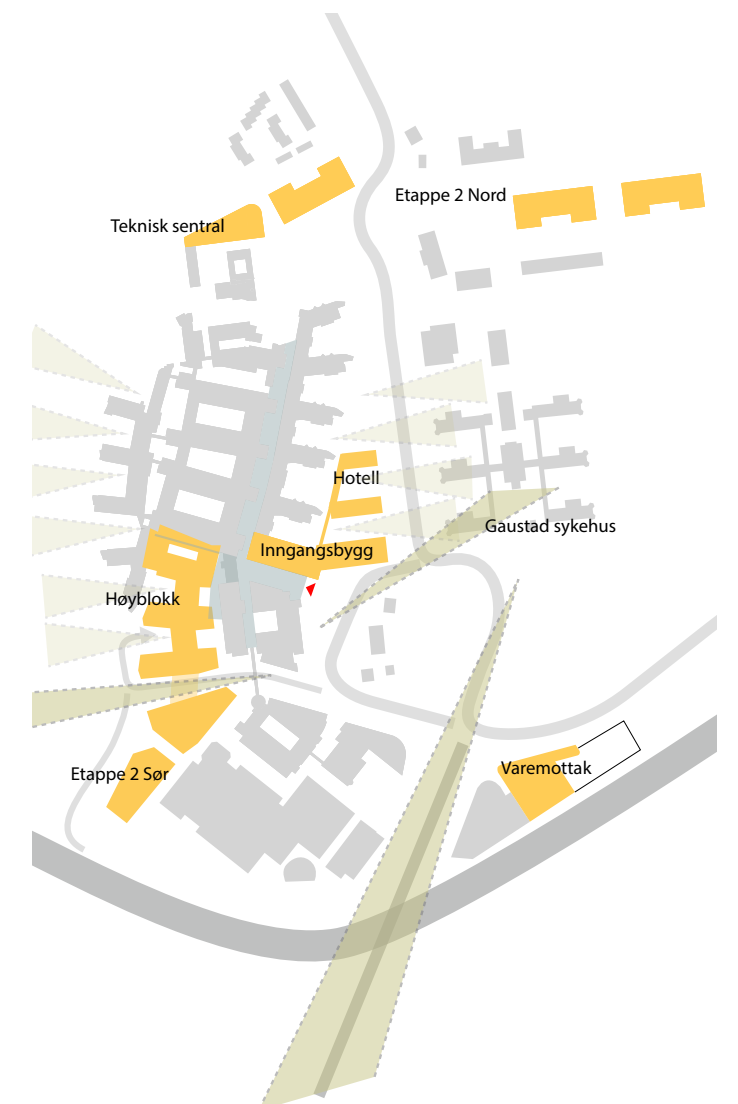 Etappe 2 Nord
Teknisk sentral
Hotell
Gaustad sykehus
Inngangsbygg
Høyblokk
Etappe 2 Sør
Varemottak